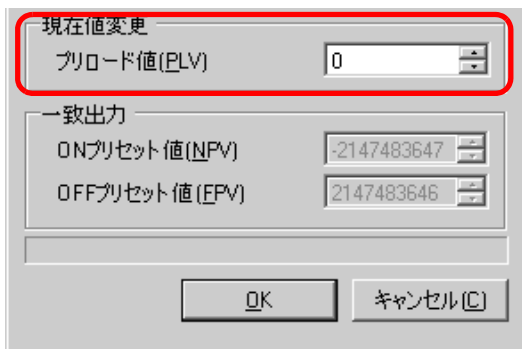 現在値変更
プリロード値(PLV)
0
一致出力
ONプリセット値(NPV)
-2147483647
OFFプリセット値(FPV)
2147483646
OK
キャンセル(C)